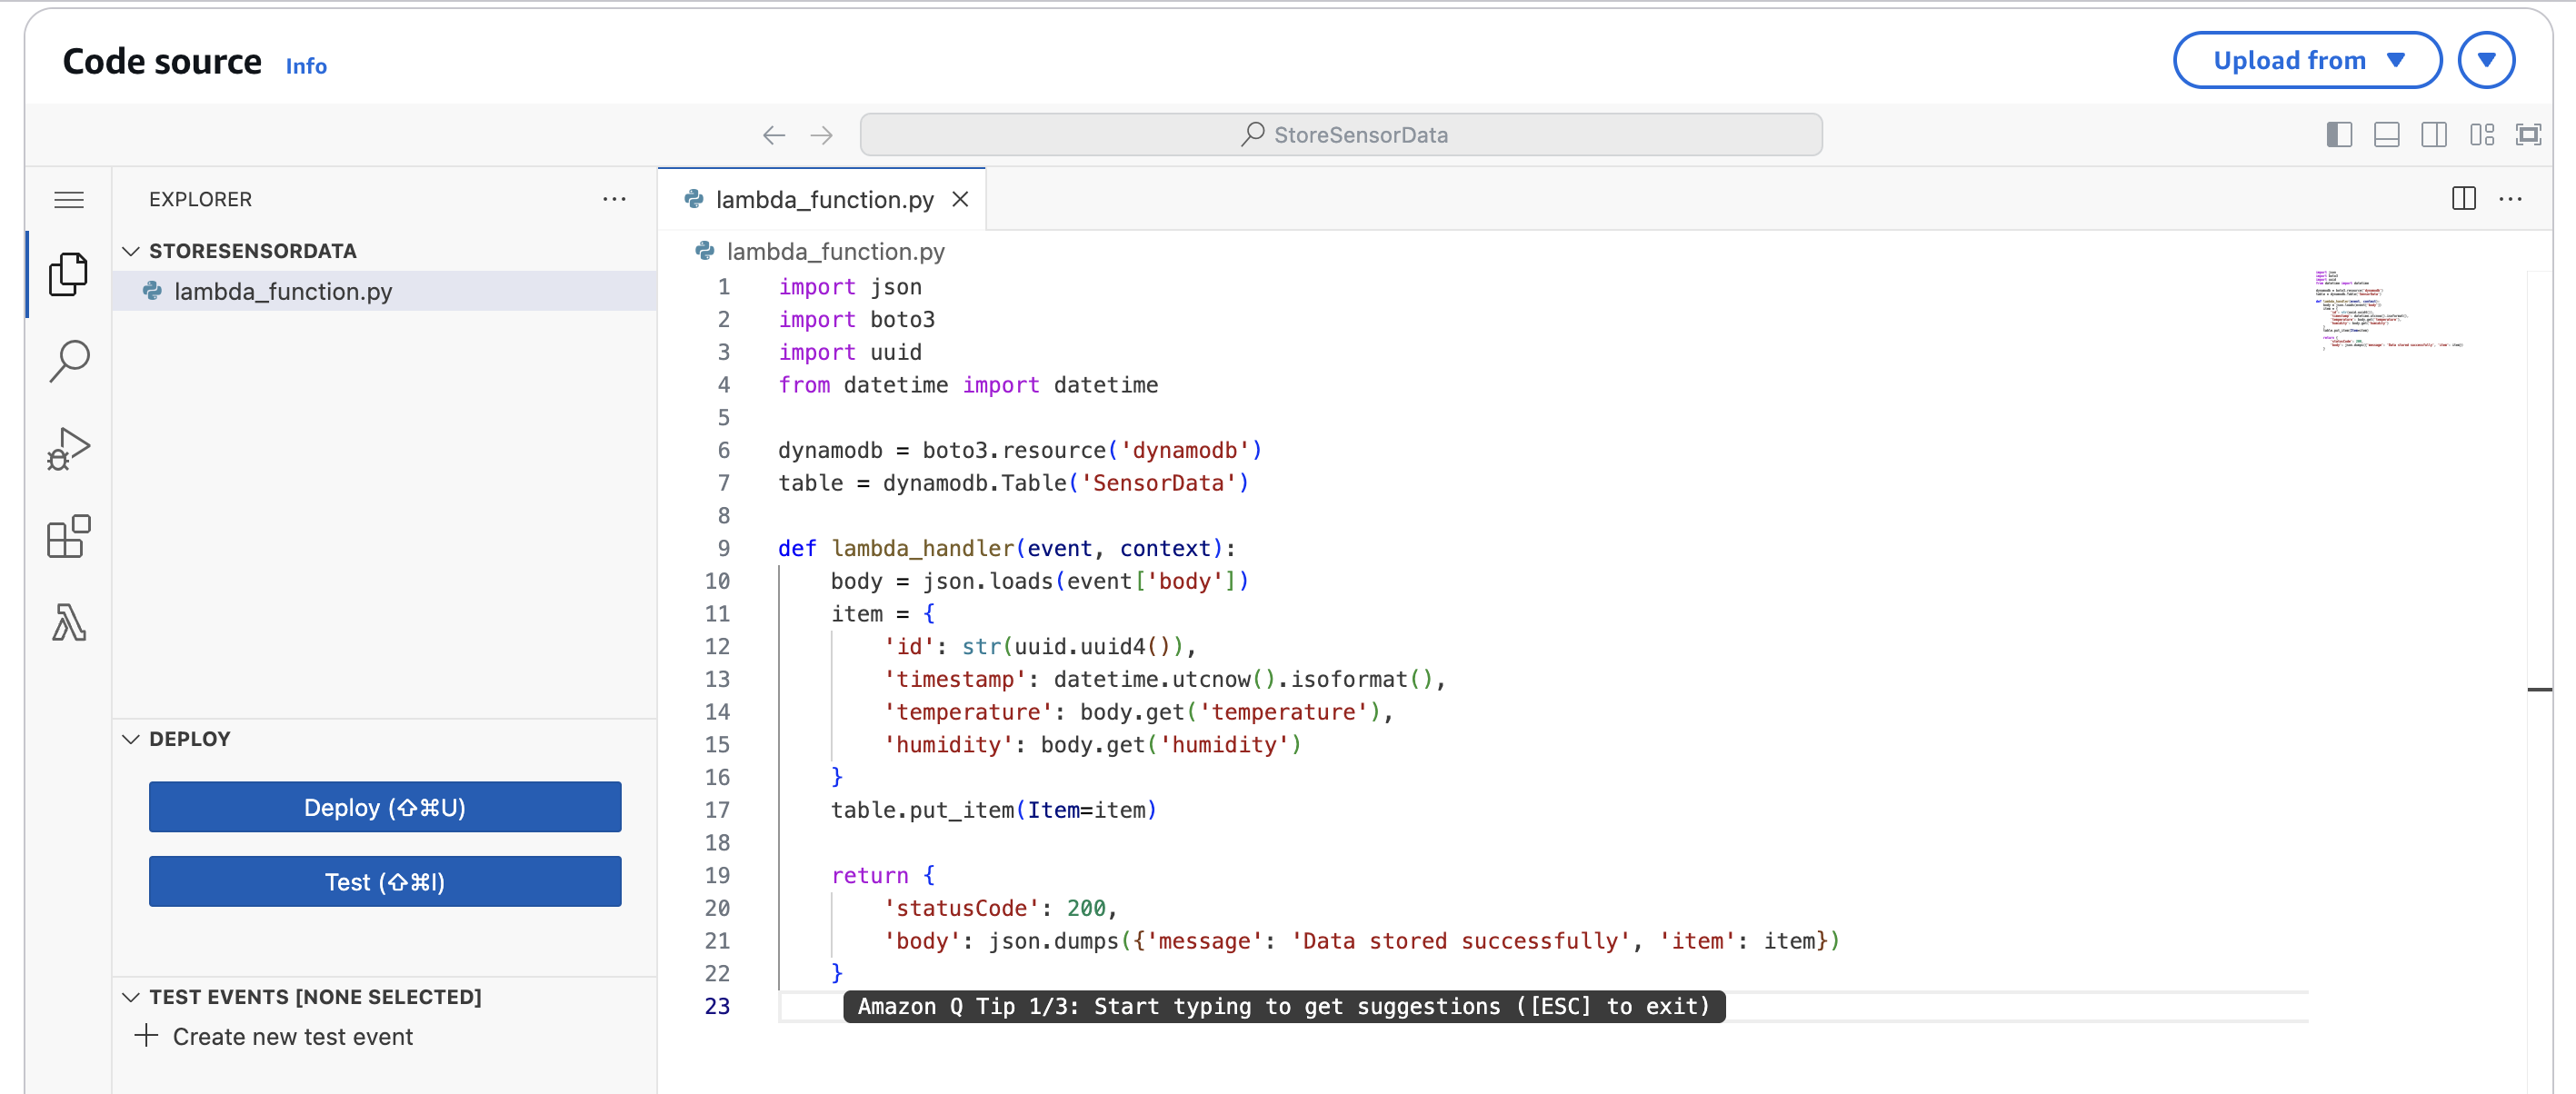 Code source Info
Upload from
StoreSensorData
EXPLORER
STORESENSORDATA
lambda_function.py
DEPLOY
Deploy (⇧⌘U)
Test (⇧⌘I)
TEST EVENTS [NONE SELECTED]
Create new test event
lambda_function.py
lambda_function.py
1 import json
2 import boto3
3 import uuid
4 from datetime import datetime
5
6 dynamodb = boto3.resource('dynamodb')
7 table = dynamodb.Table('SensorData')
8
9 def lambda_handler(event, context):
10     body = json.loads(event['body'])
11     item = {
12         'id': str(uuid.uuid4()),
13         'timestamp': datetime.utcnow().isoformat(),
14         'temperature': body.get('temperature'),
15         'humidity': body.get('humidity')
16     }
17     table.put_item(Item=item)
18
19     return {
20         'statusCode': 200,
21         'body': json.dumps({'message': 'Data stored successfully', 'item': item})
22     }
23 Amazon Q Tip 1/3: Start typing to get suggestions ([ESC] to exit)